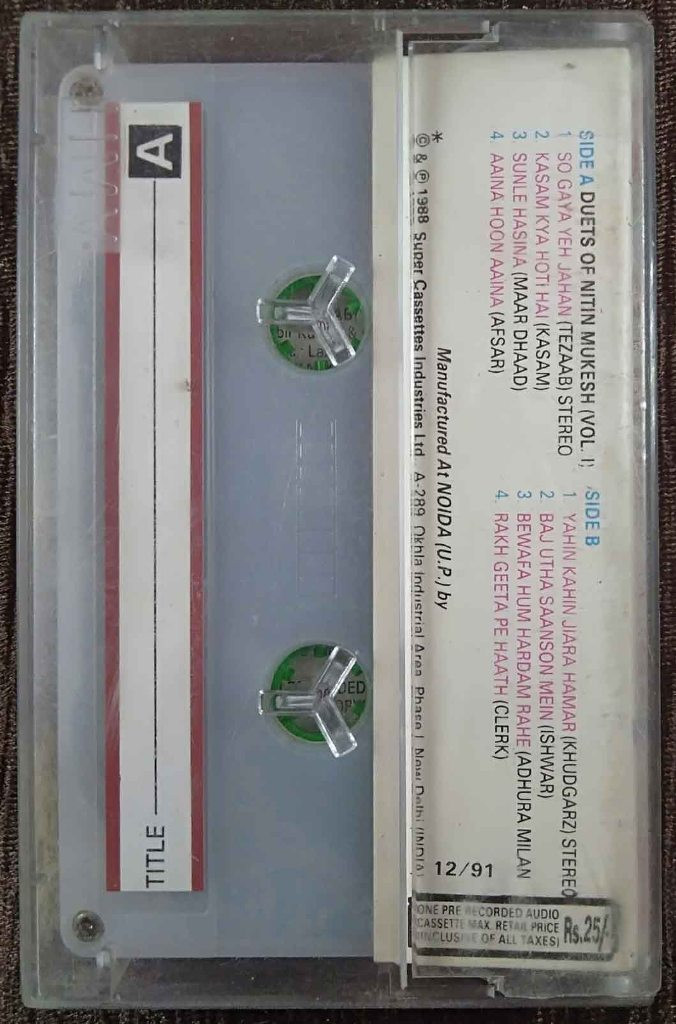 SIDE A DUETS OF NITIN MUKESH (VOL. I)
1 SO GAYA YEH JAHAN (TEZAAB) STEREO
2 KASAM KYA HOTI HAI (KASAM)
3 SUNLE HASINA (MAAR DHAAD)
4. AAINA HOON AAINA (AFSAR)
SIDE B
1 YAHIN KAHIN JIARA HAMAR (KHUDGARZ) STEREO
2 BAJ UTHA SAANSON MEIN (ISHWAR)
3 BEWAFA HUM HARDAM RAHE (ADHURA MILAN
4. RAKH GEETA PE HAATH (CLERK)
Manufactured At NOIDA (U.P.) by
*
© & ℗ 1988 Super Cassettes Industries Ltd. A-289, Okhla Industrial Area, Phase I, New Delhi (INDIA)
12/91
ONE PRE RECORDED AUDIO
CASSETTE MAX. RETAIL PRICE
(INCLUSIVE OF ALL TAXES)
Rs.25/-
A
TITLE